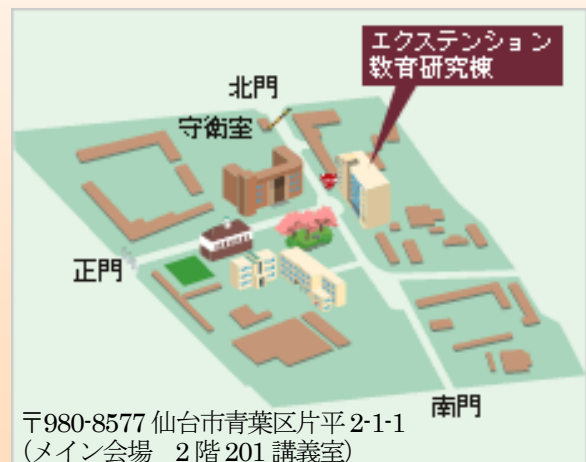 エクステンション
教育研究棟
北門
守衛室
正門
南門
〒980-8577 仙台市青葉区片平 2-1-1
(メイン会場　2 階 201 講義室)